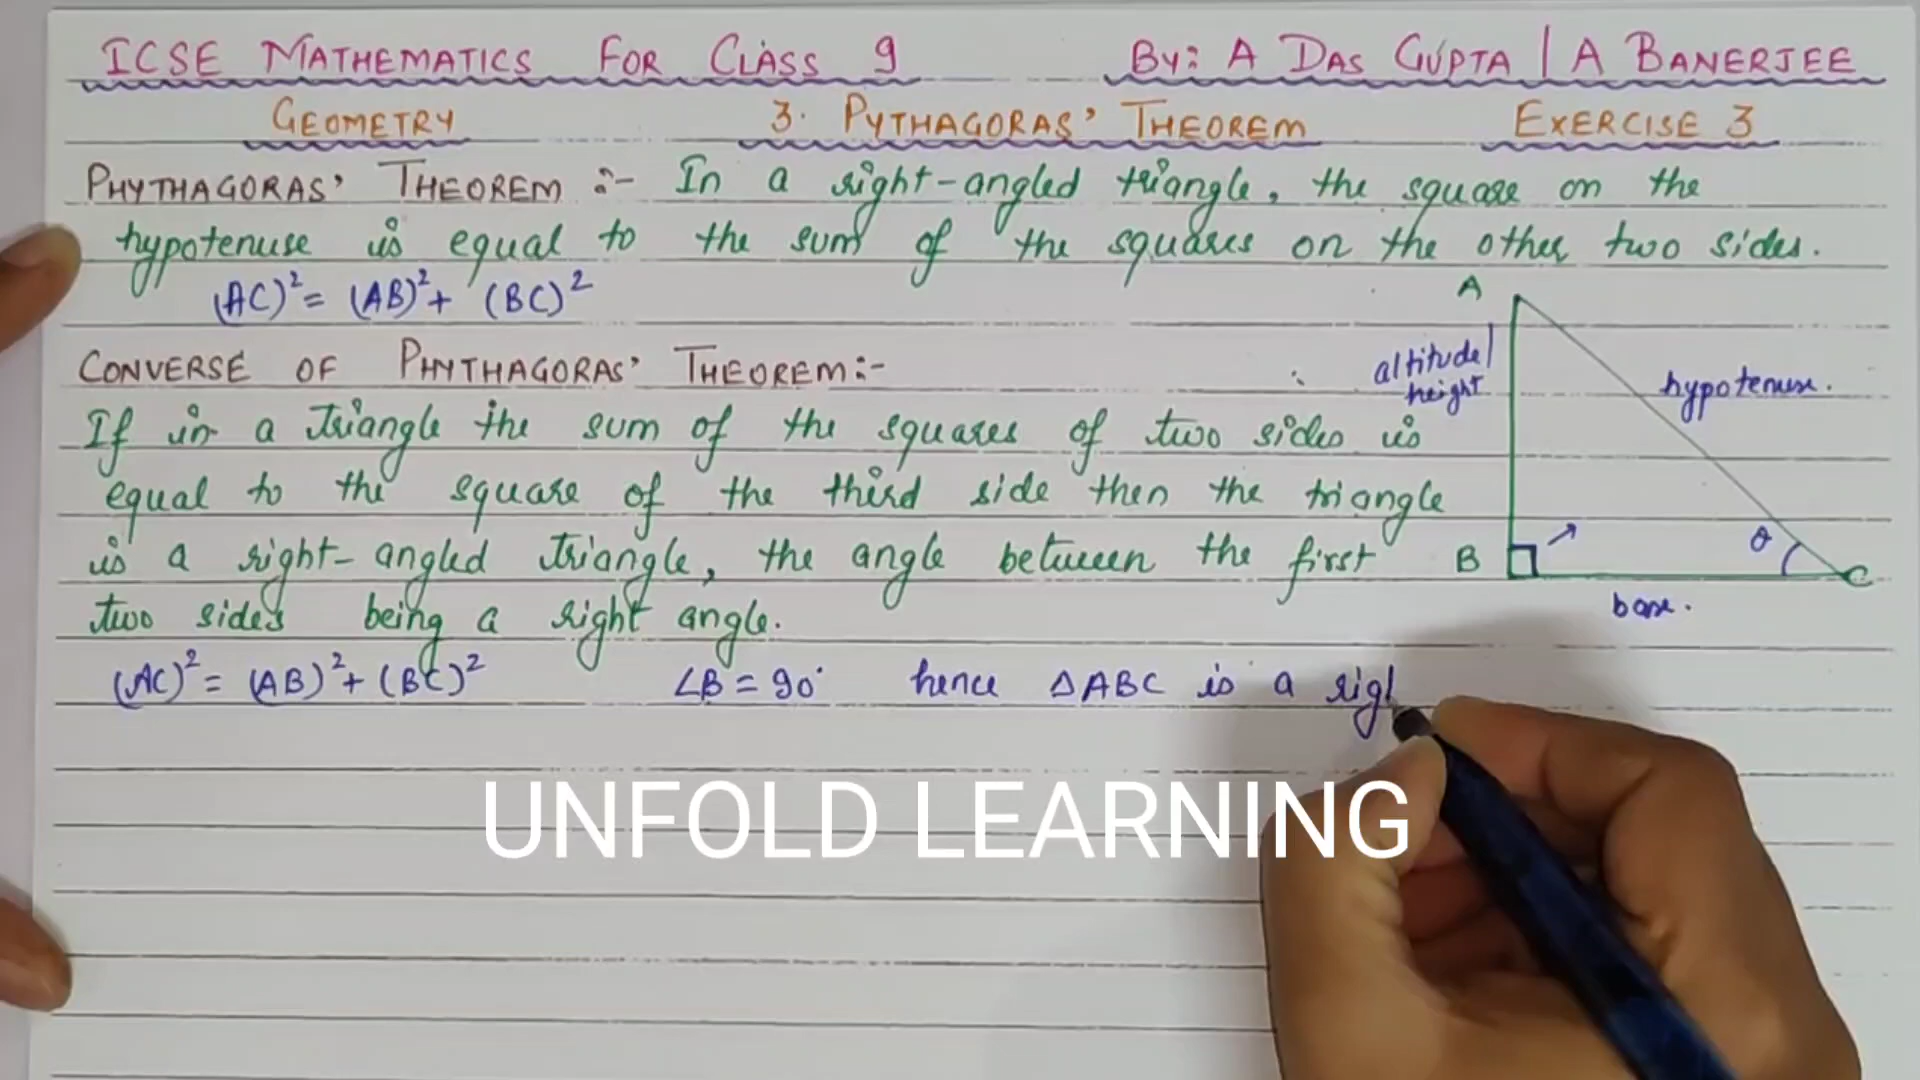 ICSE MATHEMATICS FOR CLASS 9 BY: A DAS GUPTA | A BANERJEE
GEOMETRY 3. PYTHAGORAS' THEOREM EXERCISE 3
PHYTHAGORAS' THEOREM :- In a right-angled triangle, the square on the
hypotenuse is equal to the sum of the squares on the other two sides.
(AC)² = (AB)² + (BC)²
A
altitude/
height
hypotenuse.
CONVERSE OF PHYTHAGORAS' THEOREM:-
If in a triangle the sum of the squares of two sides is
equal to the square of the third side then the triangle
is a right-angled triangle, the angle between the first
two sides being a right angle.
B θ C
base.
(AC)² = (AB)² + (BC)² ∠B = 90° hence △ABC is a righ
UNFOLD LEARNING